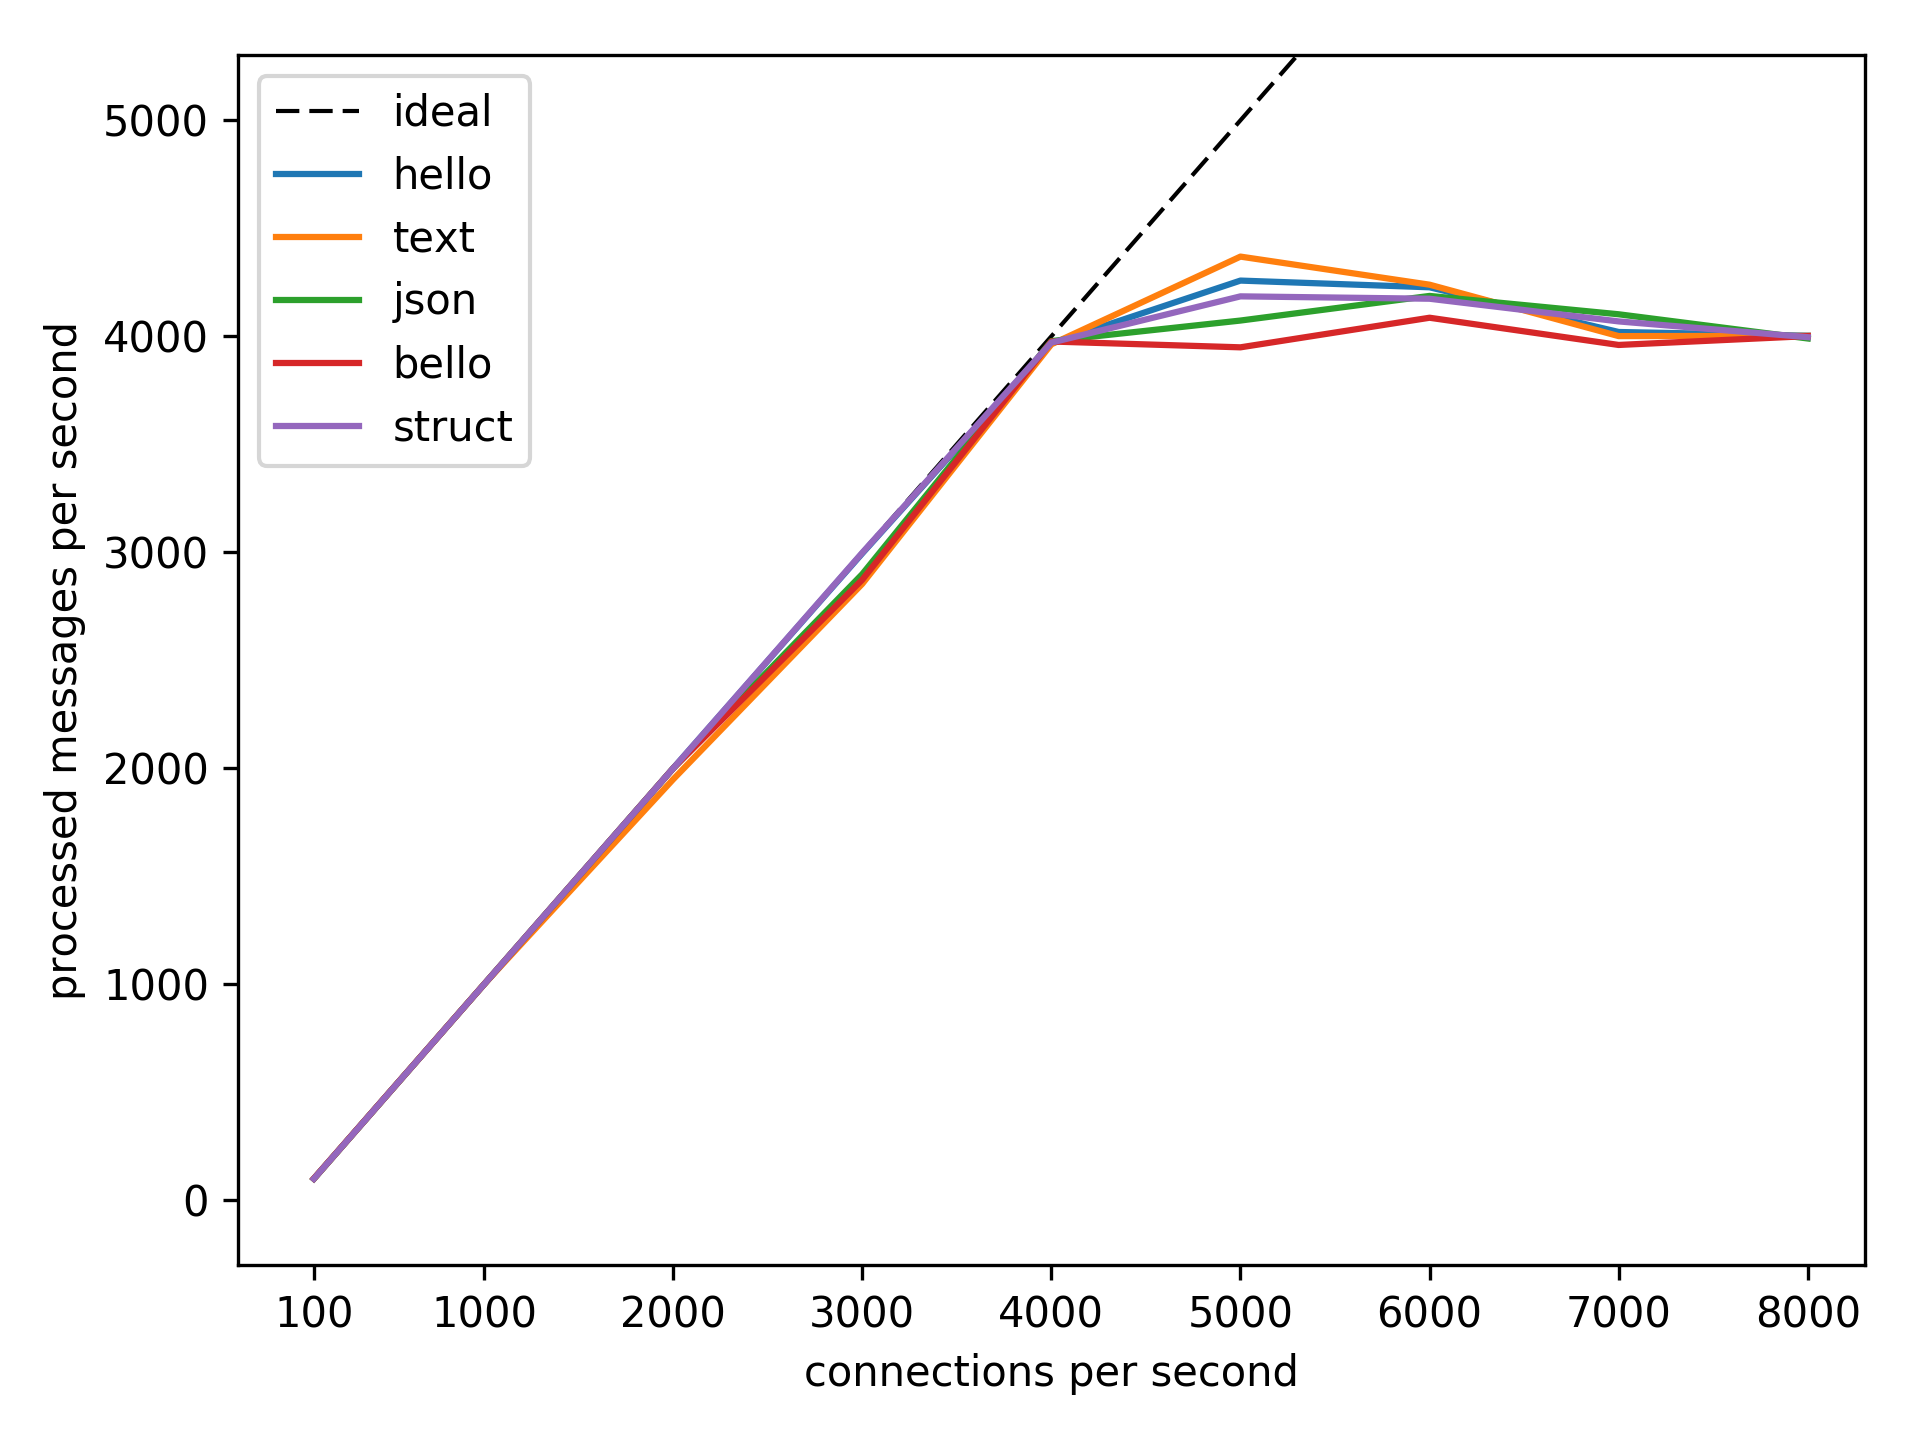 ideal
hello
text
json
bello
struct
processed messages per second
5000
4000
3000
2000
1000
0
100 1000 2000 3000 4000 5000 6000 7000 8000
connections per second